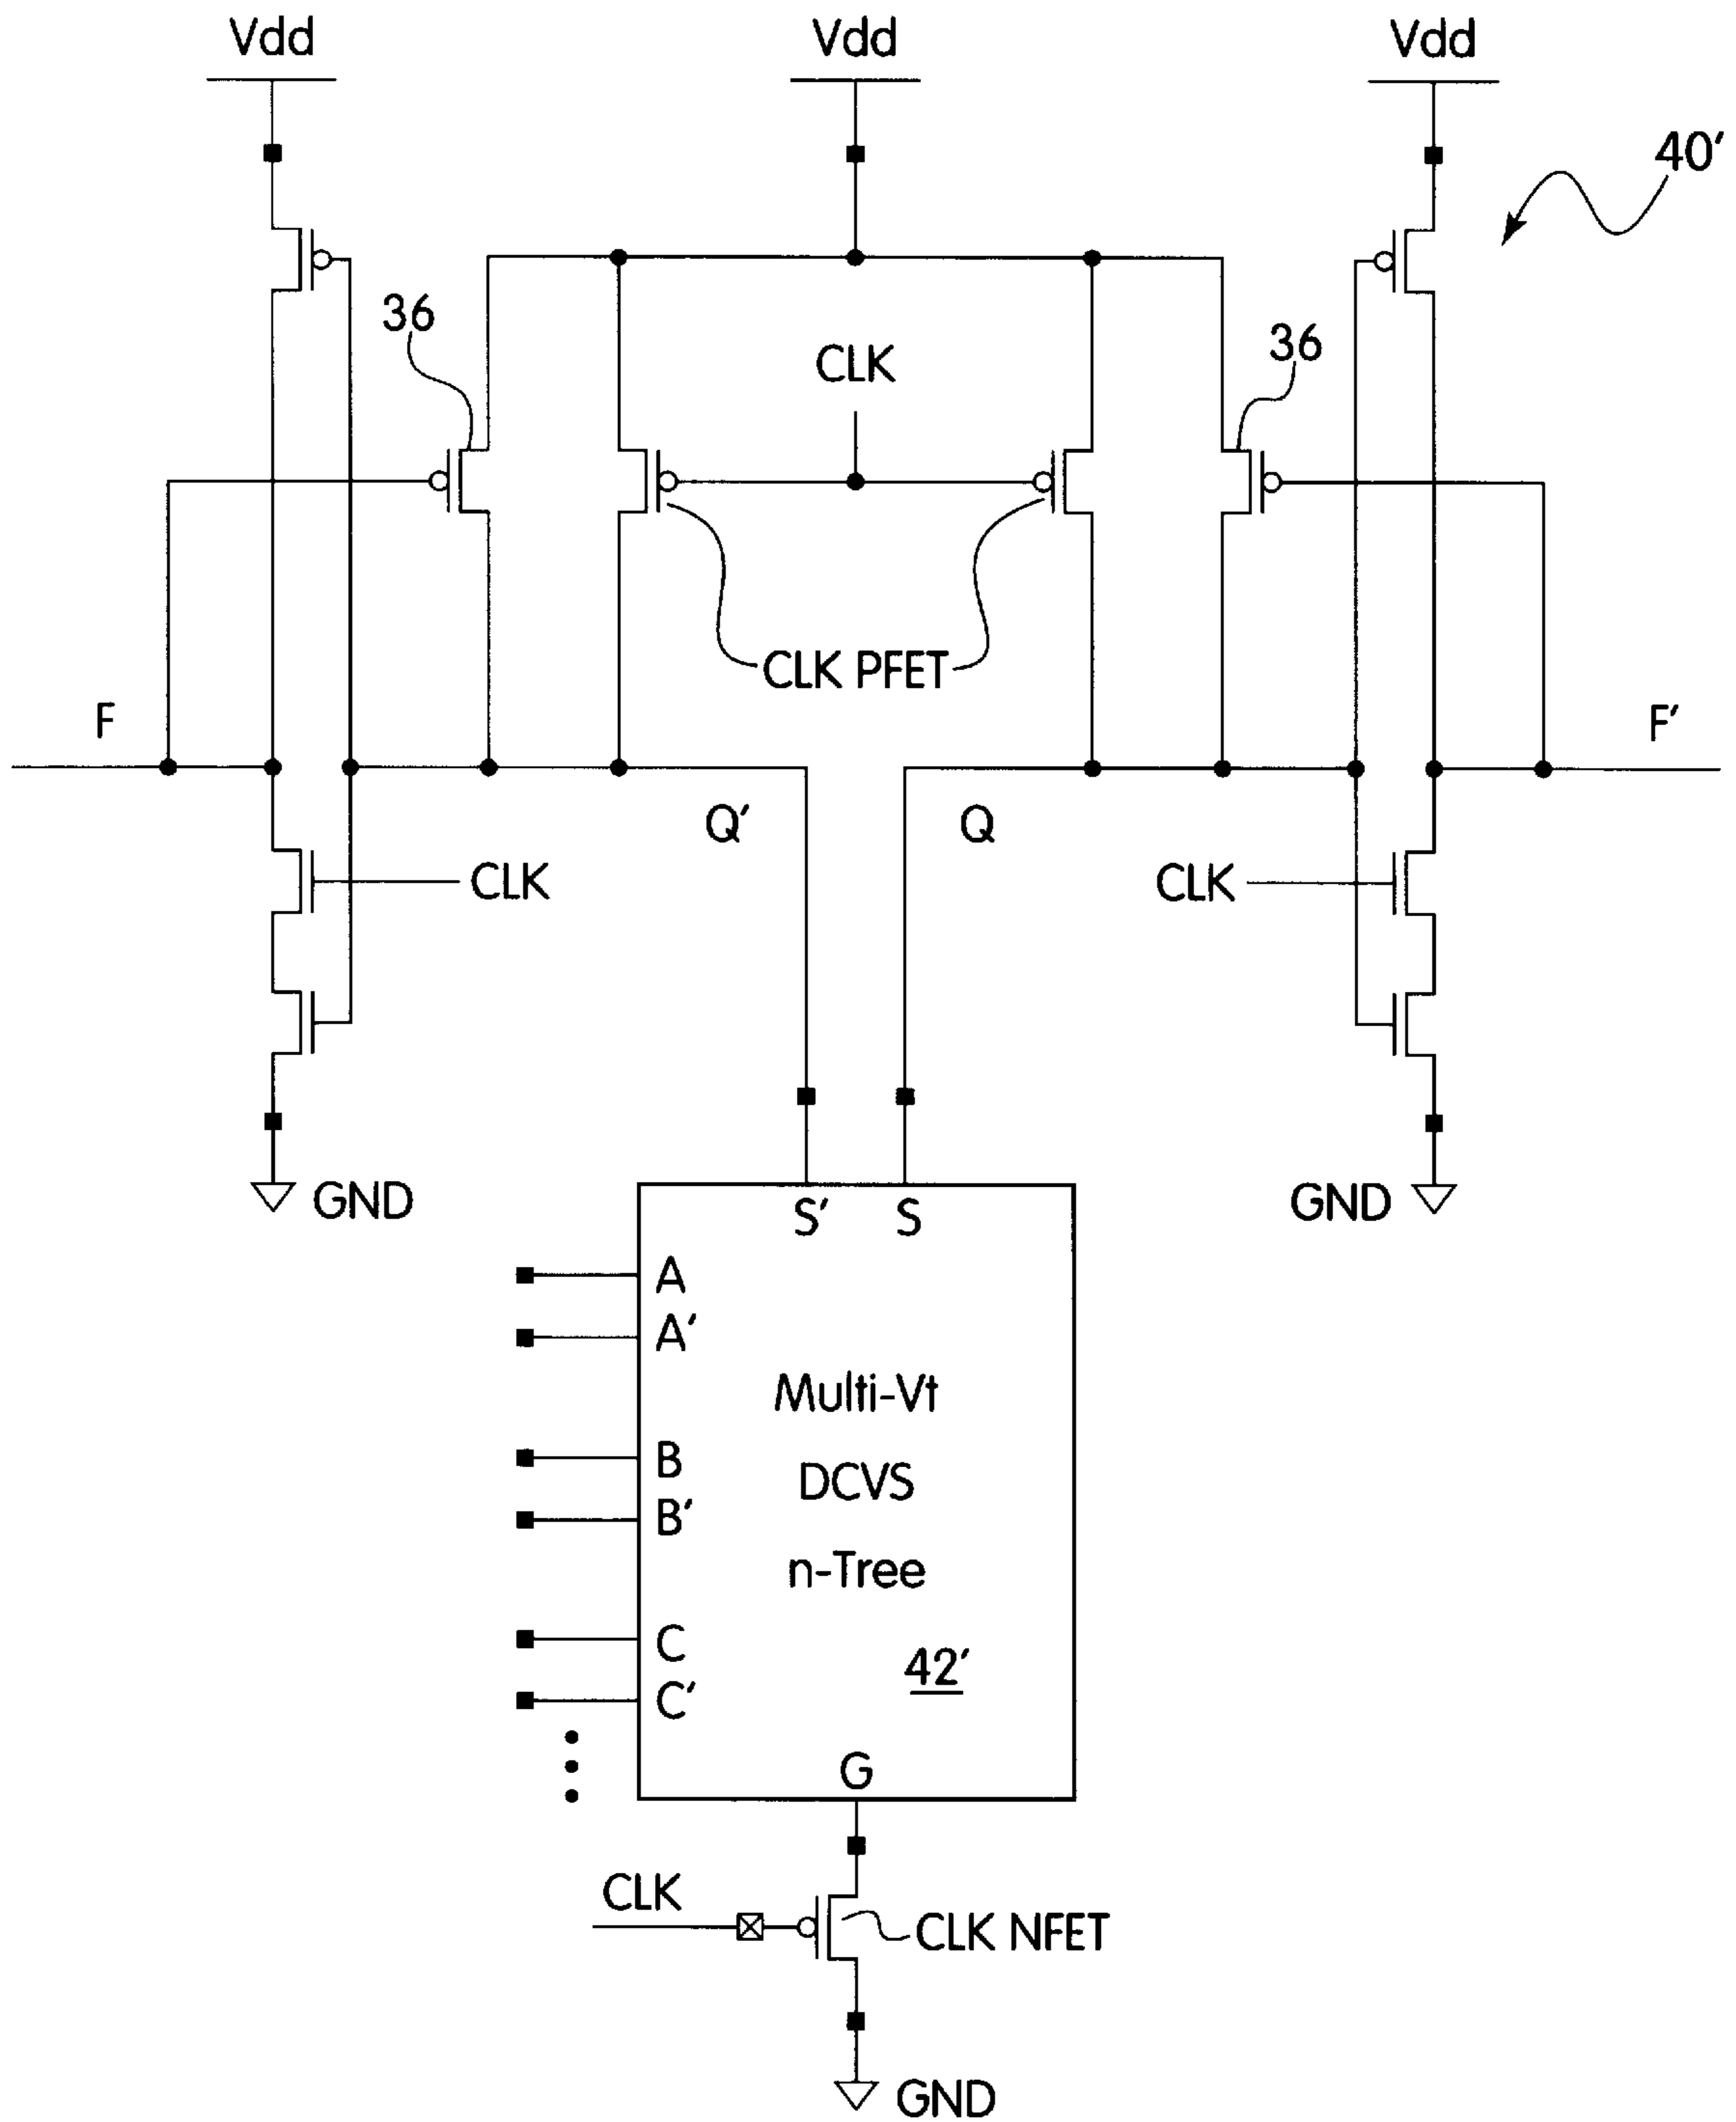 Vdd
Vdd
Vdd
40'
36
CLK
36
CLK PFET
F
F'
Q'
Q
CLK
CLK
GND
GND
S'
S
A
A'
Multi-Vt
B
DCVS
B'
n-Tree
C
42'
C'
G
CLK
CLK NFET
GND